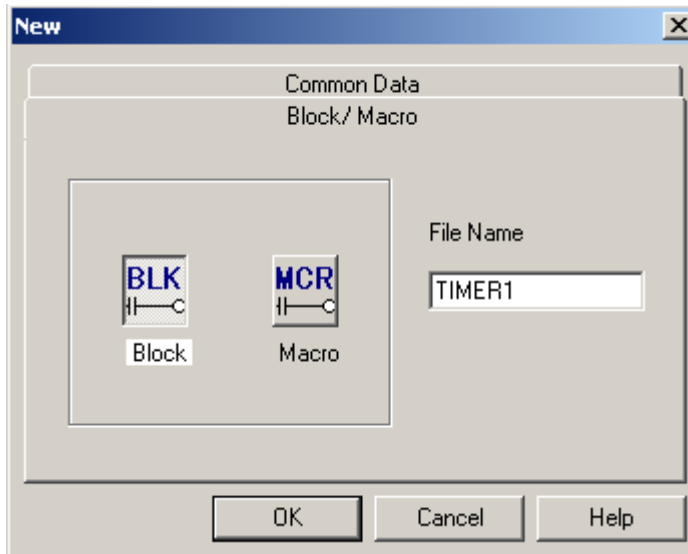 New
Common Data
Block/ Macro
File Name
BLK
MCR
TIMER1
Block
Macro
OK
Cancel
Help